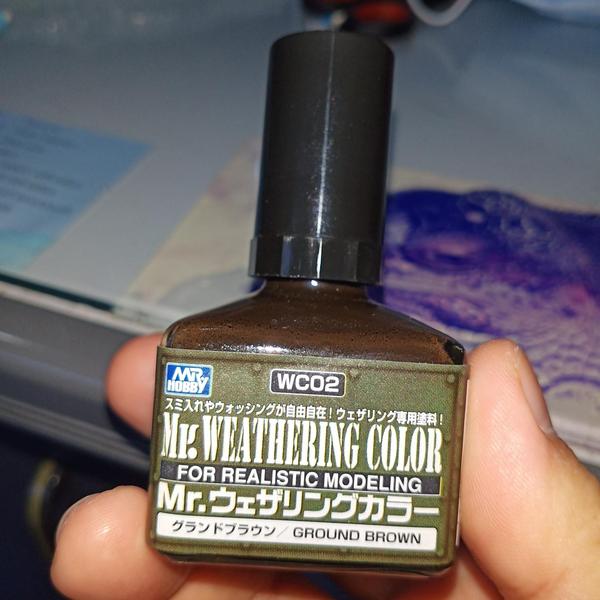 MR HOBBY
WC02
スミ入れやウォッシングが自由自在！ウェザリング専用塗料！
Mr. WEATHERING COLOR
FOR REALISTIC MODELING
Mr.ウェザリングカラー
グランドブラウン／GROUND BROWN